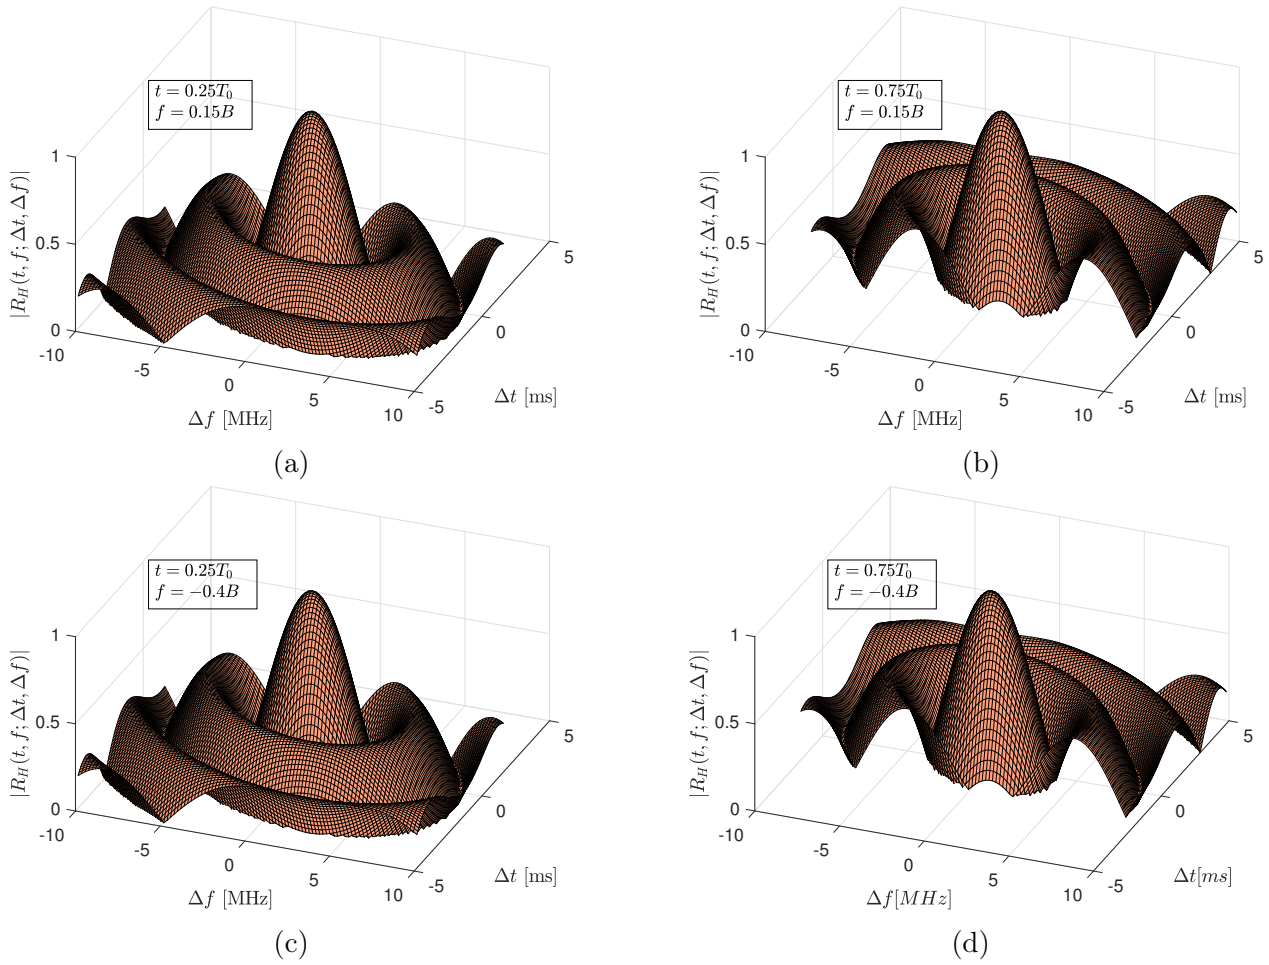 t = 0.25T₀
f = 0.15B
|R_H(t, f; Δt, Δf)|
1
0.5
0
-10
-5
0
5
10
Δf [MHz]
-5
0
5
Δt [ms]
(a)
t = 0.75T₀
f = 0.15B
|R_H(t, f; Δt, Δf)|
1
0.5
0
-10
-5
0
5
10
Δf [MHz]
-5
0
5
Δt [ms]
(b)
t = 0.25T₀
f = −0.4B
|R_H(t, f; Δt, Δf)|
1
0.5
0
-10
-5
0
5
10
Δf [MHz]
-5
0
5
Δt [ms]
(c)
t = 0.75T₀
f = −0.4B
|R_H(t, f; Δt, Δf)|
1
0.5
0
-10
-5
0
5
10
Δf[MHz]
-5
0
5
Δt[ms]
(d)